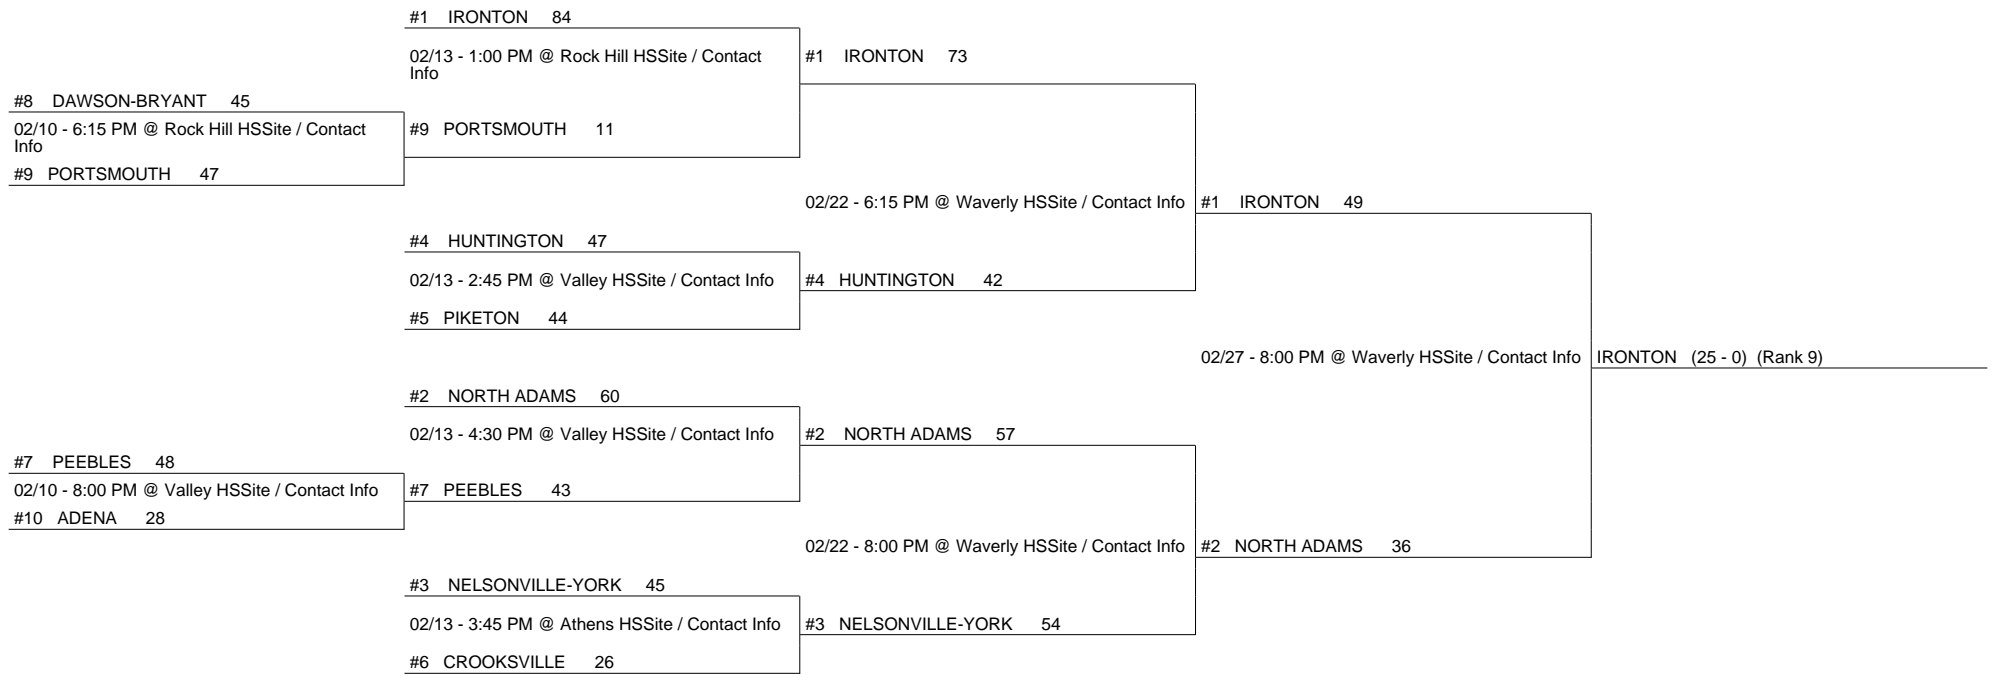 #1 IRONTON 84
02/13 - 1:00 PM @ Rock Hill HSSite / Contact
Info
#9 PORTSMOUTH 11
#8 DAWSON-BRYANT 45
02/10 - 6:15 PM @ Rock Hill HSSite / Contact
Info
#9 PORTSMOUTH 47
#1 IRONTON 73
02/22 - 6:15 PM @ Waverly HSSite / Contact Info
#4 HUNTINGTON 42
#4 HUNTINGTON 47
02/13 - 2:45 PM @ Valley HSSite / Contact Info
#5 PIKETON 44
#1 IRONTON 49
02/27 - 8:00 PM @ Waverly HSSite / Contact Info
IRONTON (25 - 0) (Rank 9)
#2 NORTH ADAMS 60
02/13 - 4:30 PM @ Valley HSSite / Contact Info
#7 PEEBLES 43
#7 PEEBLES 48
02/10 - 8:00 PM @ Valley HSSite / Contact Info
#10 ADENA 28
#2 NORTH ADAMS 57
02/22 - 8:00 PM @ Waverly HSSite / Contact Info
#3 NELSONVILLE-YORK 54
#2 NORTH ADAMS 36
#3 NELSONVILLE-YORK 45
02/13 - 3:45 PM @ Athens HSSite / Contact Info
#6 CROOKSVILLE 26